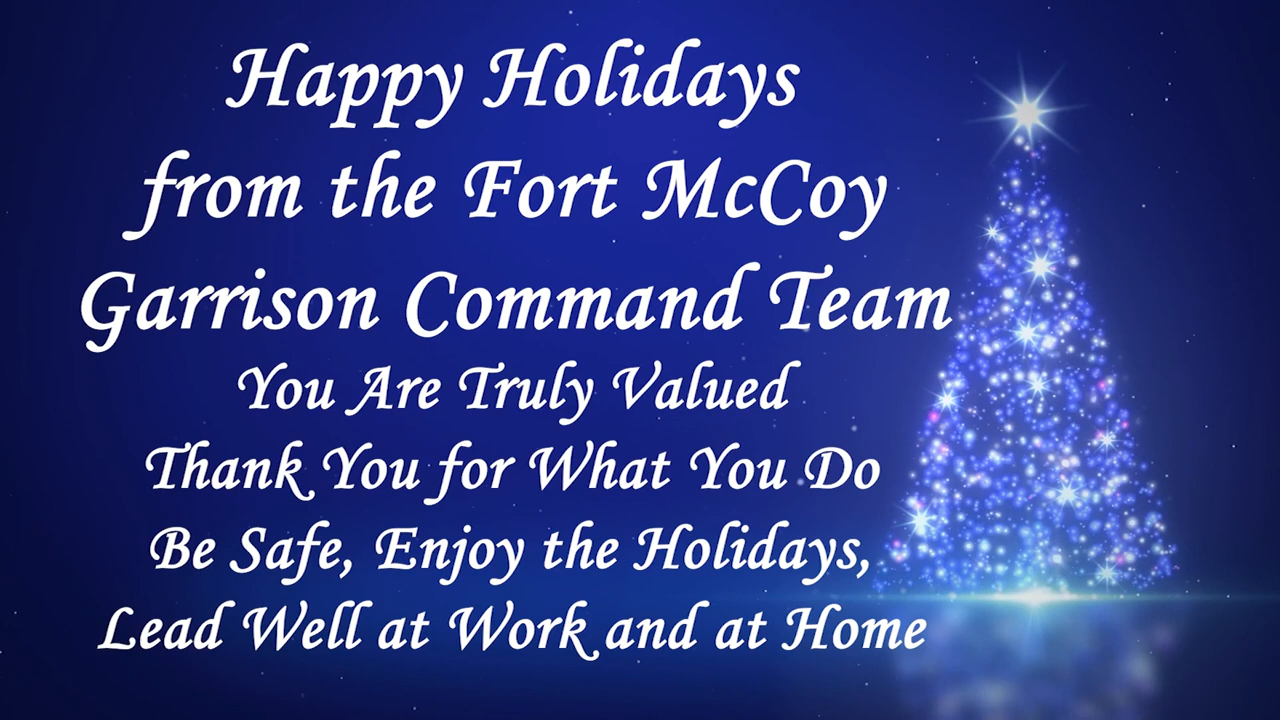 Happy Holidays
from the Fort McCoy
Garrison Command Team
You Are Truly Valued
Thank You for What You Do
Be Safe, Enjoy the Holidays,
Lead Well at Work and at Home